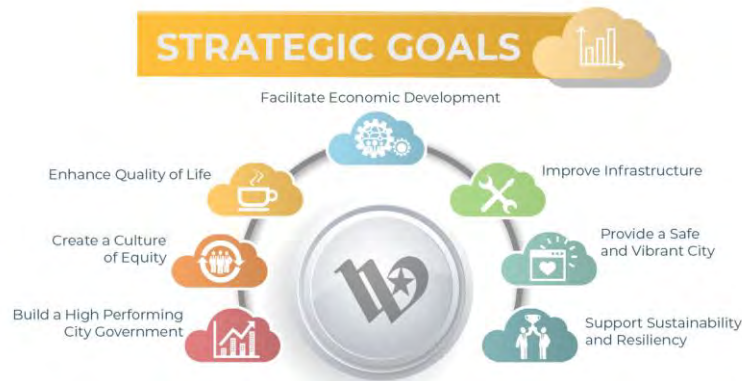 STRATEGIC GOALS
Facilitate Economic Development
Enhance Quality of Life
Improve Infrastructure
Create a Culture
of Equity
Provide a Safe
and Vibrant City
Build a High Performing
City Government
Support Sustainability
and Resiliency